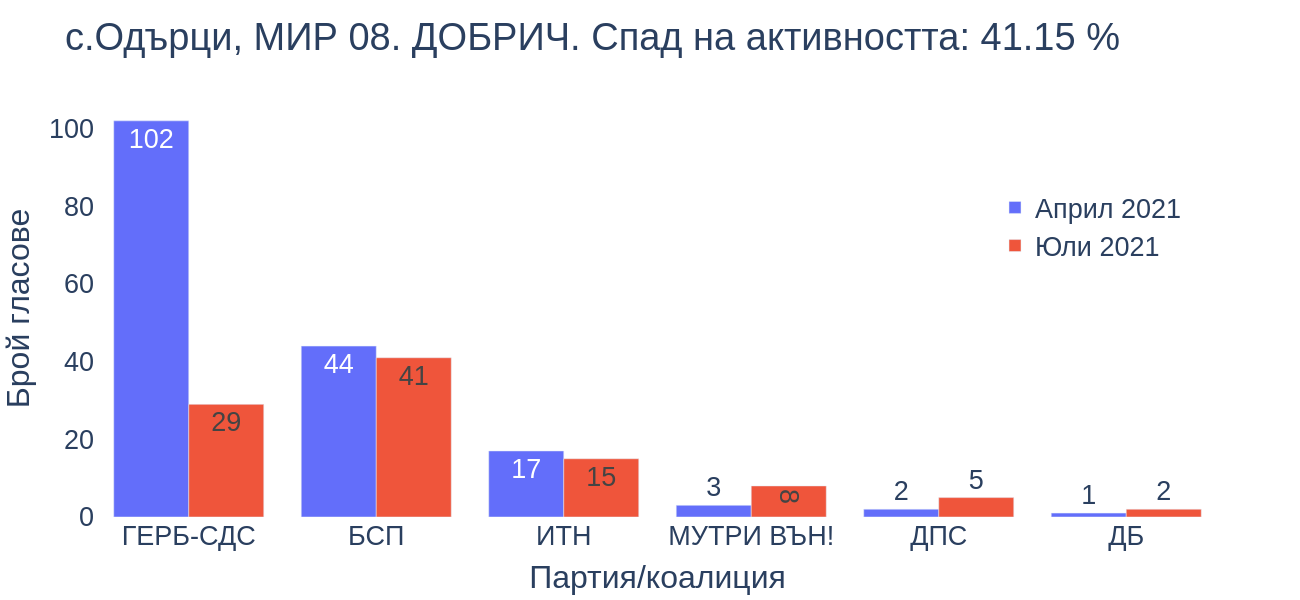 с.Одърци, МИР 08. ДОБРИЧ. Спад на активността: 41.15 %
Брой гласове
100
80
60
40
20
0
102
29
44
41
17
15
3
8
2
5
1
2
Април 2021
Юли 2021
ГЕРБ-СДС
БСП
ИТН
МУТРИ ВЪН!
ДПС
ДБ
Партия/коалиция